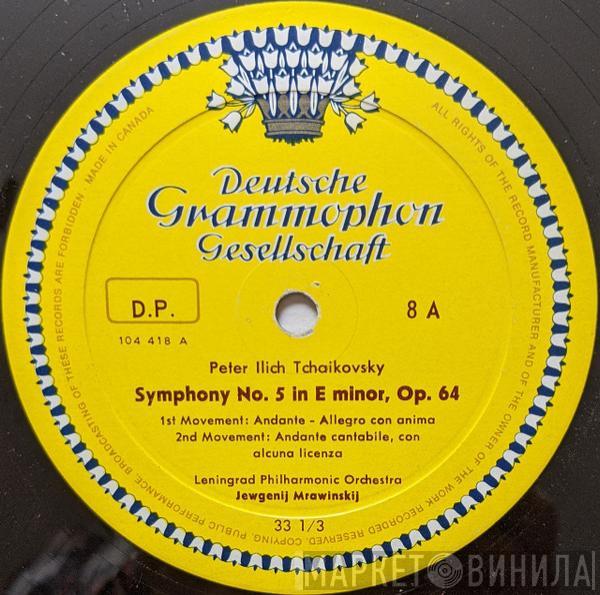 Deutsche
Grammophon
Gesellschaft
D.P.
8 A
104 418 A
Peter Ilich Tchaikovsky
Symphony No. 5 in E minor, Op. 64
1st Movement: Andante - Allegro con anima
2nd Movement: Andante cantabile, con
alcuna licenza
Leningrad Philharmonic Orchestra
Jewgenij Mrawinskij
33 1/3
ALL RIGHTS OF THE RECORD MANUFACTURER AND OF THE OWNER OF THE WORK RECORDED RESERVED. COPYING, PUBLIC PERFORMANCE, BROADCASTING OF THESE RECORDS ARE FORBIDDEN · MADE IN CANADA
МАРКЕТ ВИНИЛА